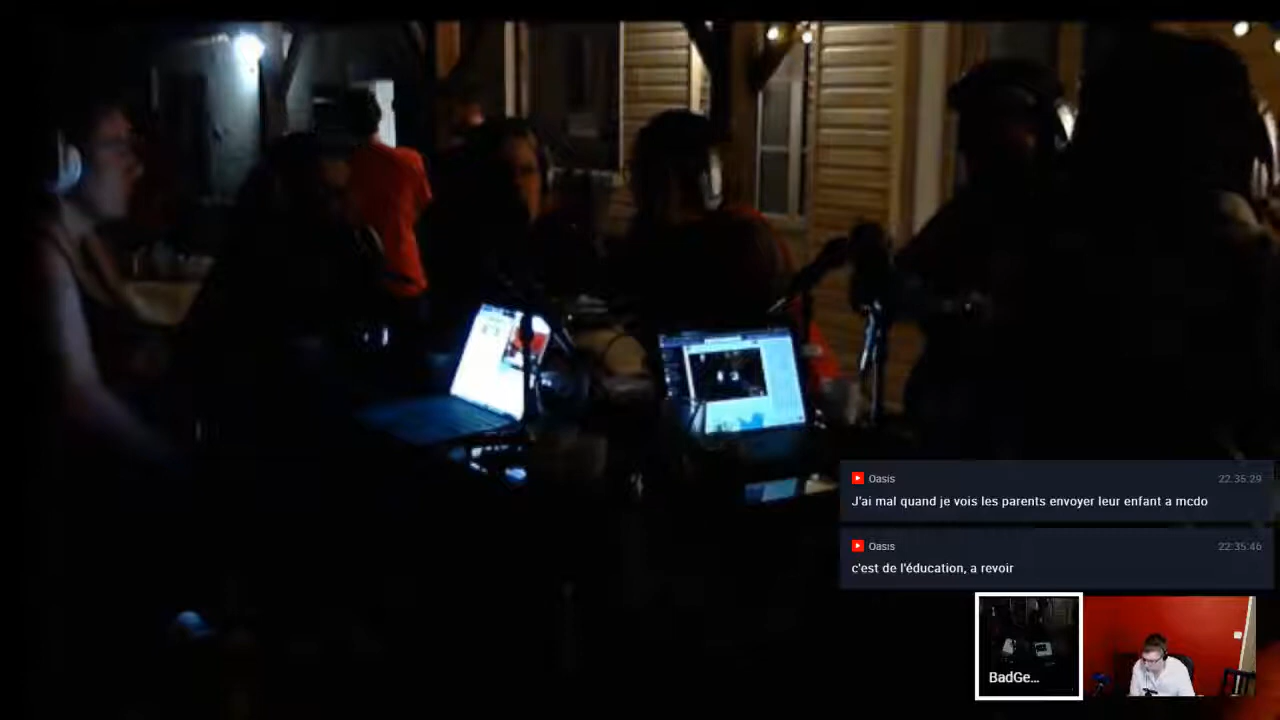 Oasis 22:35:29
J'ai mal quand je vois les parents envoyer leur enfant a mcdo
Oasis 22:35:46
c'est de l'éducation, a revoir
BadGe...